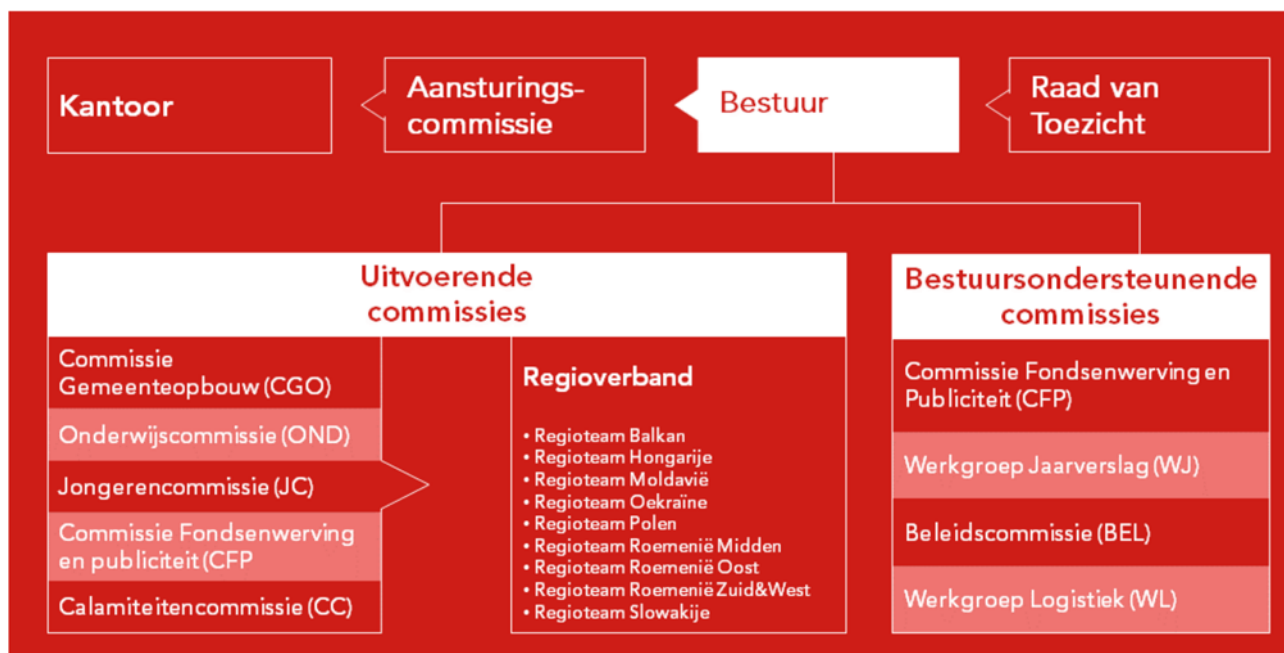 Kantoor
Aansturings-
commissie
Bestuur
Raad van
Toezicht
Uitvoerende
commissies
Commissie
Gemeenteopbouw (CGO)
Onderwijscommissie (OND)
Jongerencommissie (JC)
Commissie Fondsenwerving
en publiciteit (CFP
Calamiteitencommissie (CC)
Regioverband
• Regioteam Balkan
• Regioteam Hongarije
• Regioteam Moldavië
• Regioteam Oekraïne
• Regioteam Polen
• Regioteam Roemenië Midden
• Regioteam Roemenië Oost
• Regioteam Roemenië Zuid&West
• Regioteam Slowakije
Bestuursondersteunende
commissies
Commissie Fondsenwerving en
Publiciteit (CFP)
Werkgroep Jaarverslag (WJ)
Beleidscommissie (BEL)
Werkgroep Logistiek (WL)